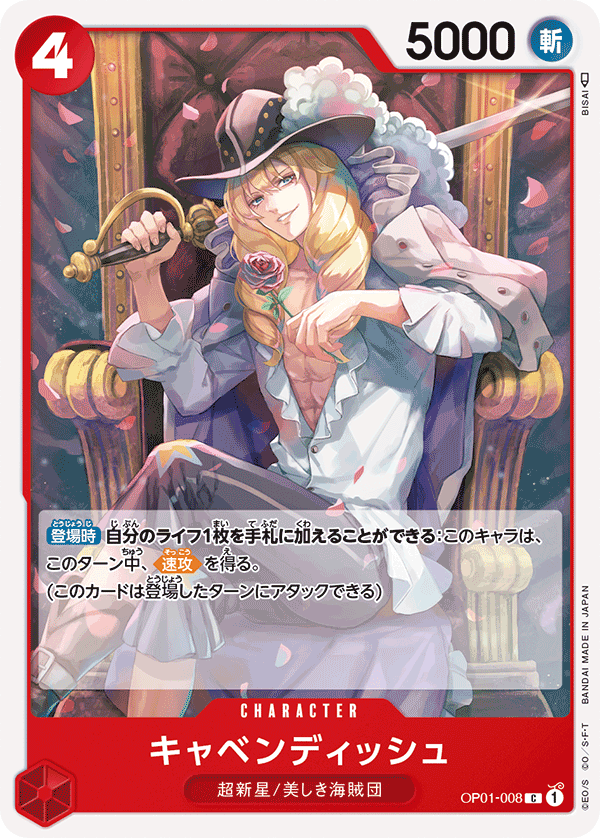 4
5000
斬
BISAI
登場時 自分のライフ1枚を手札に加えることができる:このキャラは、
このターン中、速攻 を得る。
(このカードは登場したターンにアタックできる)
CHARACTER
キャベンディッシュ
超新星/美しき海賊団
OP01-008 C 1
©E.O/S ©O/S・F・T BANDAI MADE IN JAPAN